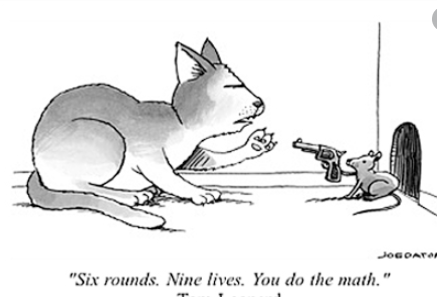 JOEDATOR
"Six rounds. Nine lives. You do the math."